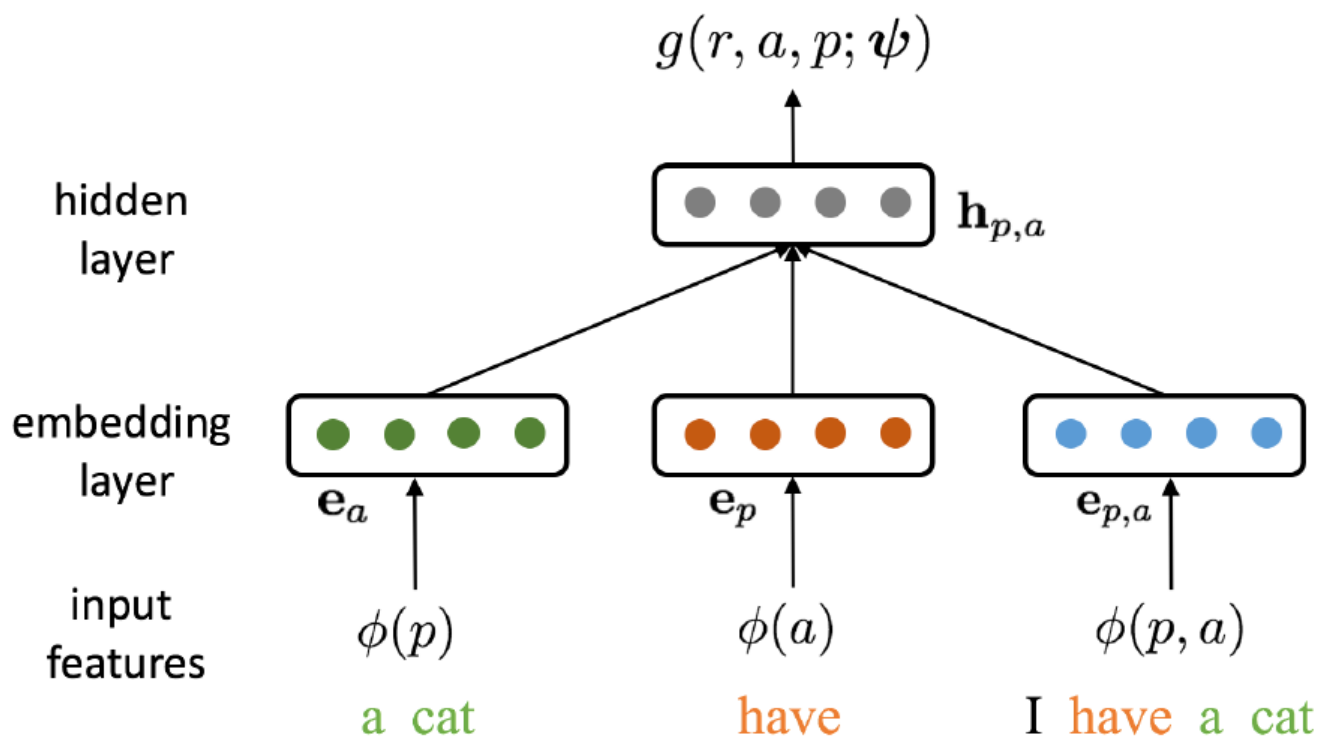 g(r, a, p; ψ)
hidden
layer
h_{p,a}
embedding
layer
e_a
e_p
e_{p,a}
input
features
ϕ(p)
ϕ(a)
ϕ(p, a)
a cat
have
I have a cat